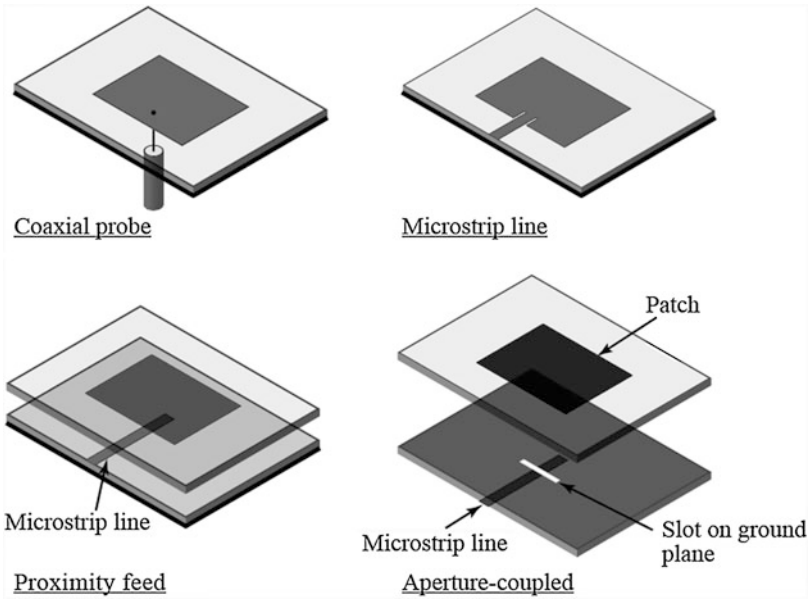 Coaxial probe
Microstrip line
Patch
Microstrip line
Proximity feed
Microstrip line
Slot on ground
plane
Aperture-coupled